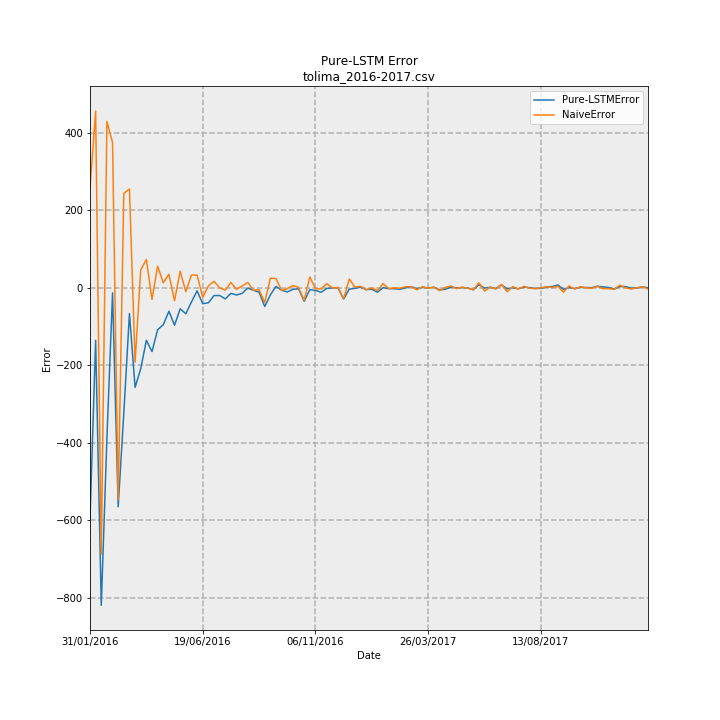 Pure-LSTM Error
tolima_2016-2017.csv
Pure-LSTMError
NaiveError
Error
400
200
0
−200
−400
−600
−800
31/01/2016
19/06/2016
06/11/2016
26/03/2017
13/08/2017
Date